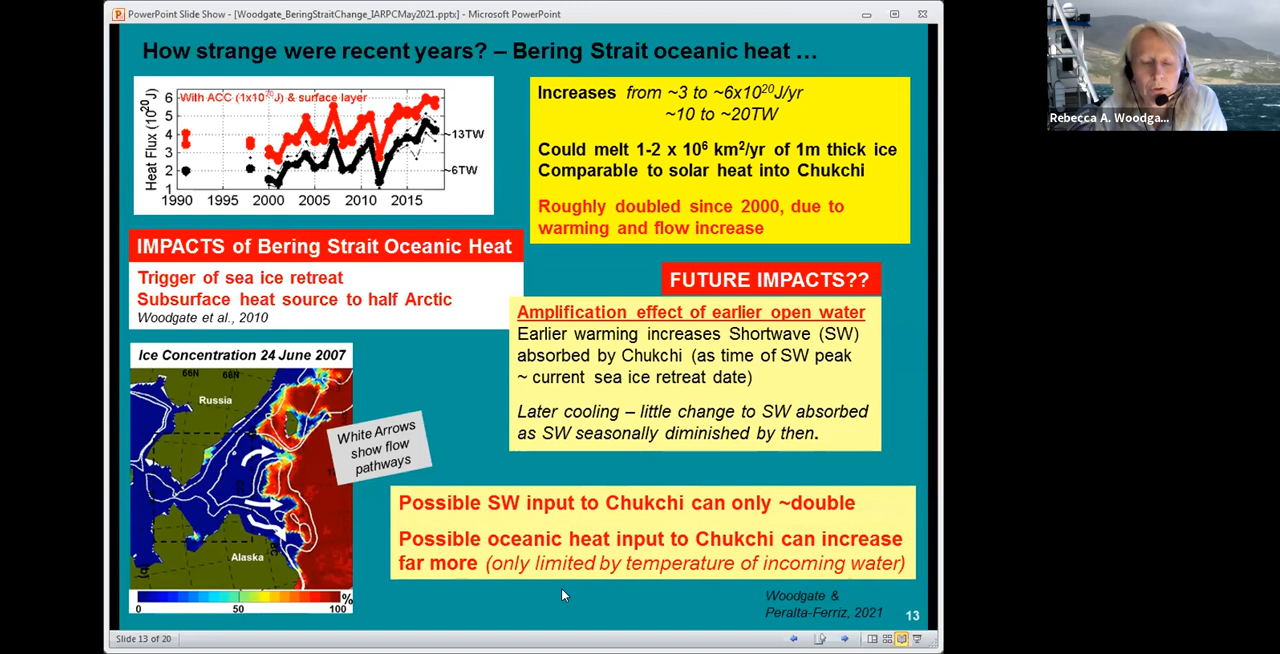 PowerPoint Slide Show - [Woodgate_BeringStraitChange_IARPCMay2021.pptx] - Microsoft PowerPoint
How strange were recent years? – Bering Strait oceanic heat …
With ACC (1x10²⁰ J) & surface layer
Heat Flux (10²⁰ J)
6
5
4
3
2
1
~13TW
~6TW
1990 1995 2000 2005 2010 2015
Increases from ~3 to ~6x10²⁰J/yr
~10 to ~20TW
Could melt 1-2 x 10⁶ km²/yr of 1m thick ice
Comparable to solar heat into Chukchi
Roughly doubled since 2000, due to
warming and flow increase
Rebecca A. Woodga...
IMPACTS of Bering Strait Oceanic Heat
Trigger of sea ice retreat
Subsurface heat source to half Arctic
Woodgate et al., 2010
FUTURE IMPACTS??
Amplification effect of earlier open water
Earlier warming increases Shortwave (SW)
absorbed by Chukchi (as time of SW peak
~ current sea ice retreat date)
Later cooling – little change to SW absorbed
as SW seasonally diminished by then.
Ice Concentration 24 June 2007
66N 68N
Russia
Alaska
0 50 100 %
White Arrows
show flow
pathways
Possible SW input to Chukchi can only ~double
Possible oceanic heat input to Chukchi can increase
far more (only limited by temperature of incoming water)
Woodgate &
Peralta-Ferriz, 2021
13
Slide 13 of 20